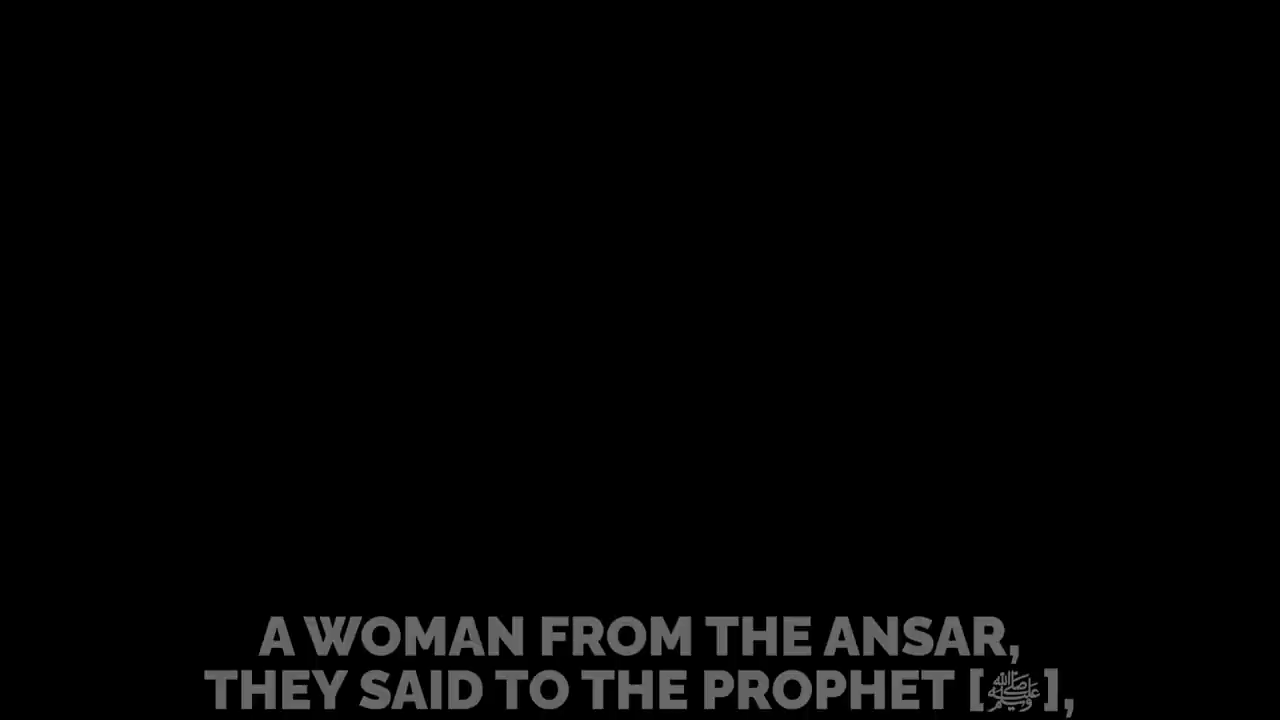 A WOMAN FROM THE ANSAR,
THEY SAID TO THE PROPHET [ﷺ],